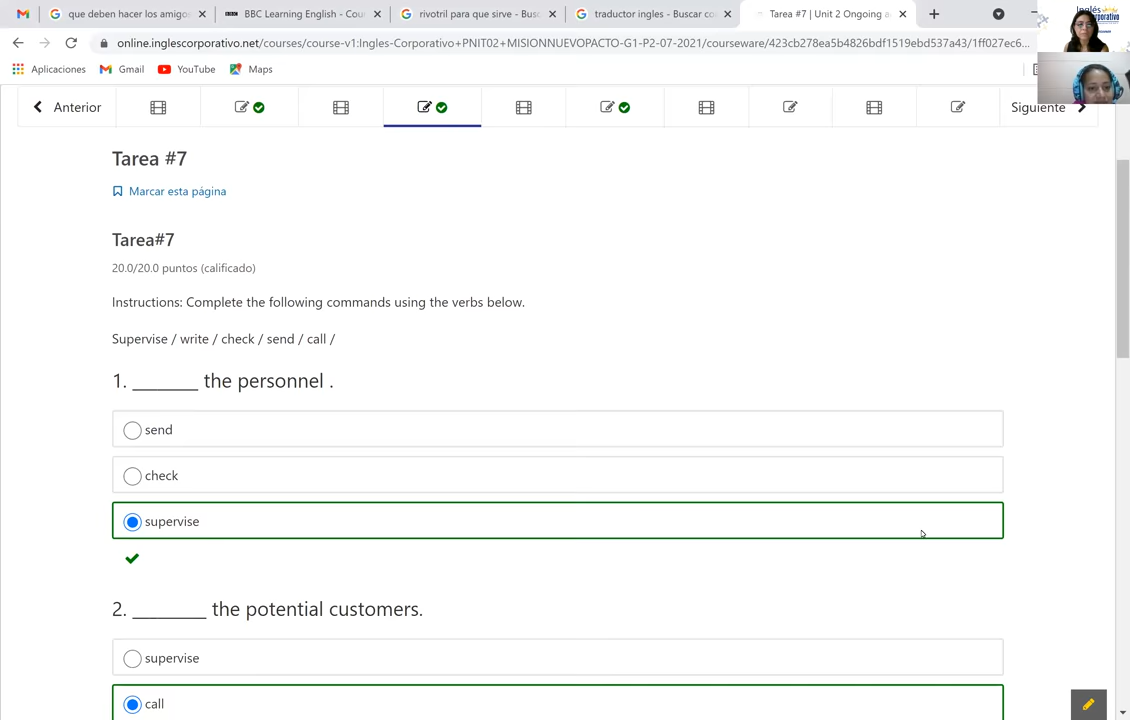 que deben hacer los amigos
BBC Learning English - Cou
rivotril para que sirve - Busc
traductor ingles - Buscar co
Tarea #7 | Unit 2 Ongoing a
online.inglescorporativo.net/courses/course-v1:Ingles-Corporativo+PNIT02+MISIONNUEVOPACTO-G1-P2-07-2021/courseware/423cb278ea5b4826bdf1519ebd537a43/1ff027ec6...
Aplicaciones
Gmail
YouTube
Maps
Anterior
Siguiente
Tarea #7
Marcar esta página
Tarea#7
20.0/20.0 puntos (calificado)
Instructions: Complete the following commands using the verbs below.
Supervise / write / check / send / call /
1. _______ the personnel .
send
check
supervise
2. ________ the potential customers.
supervise
call